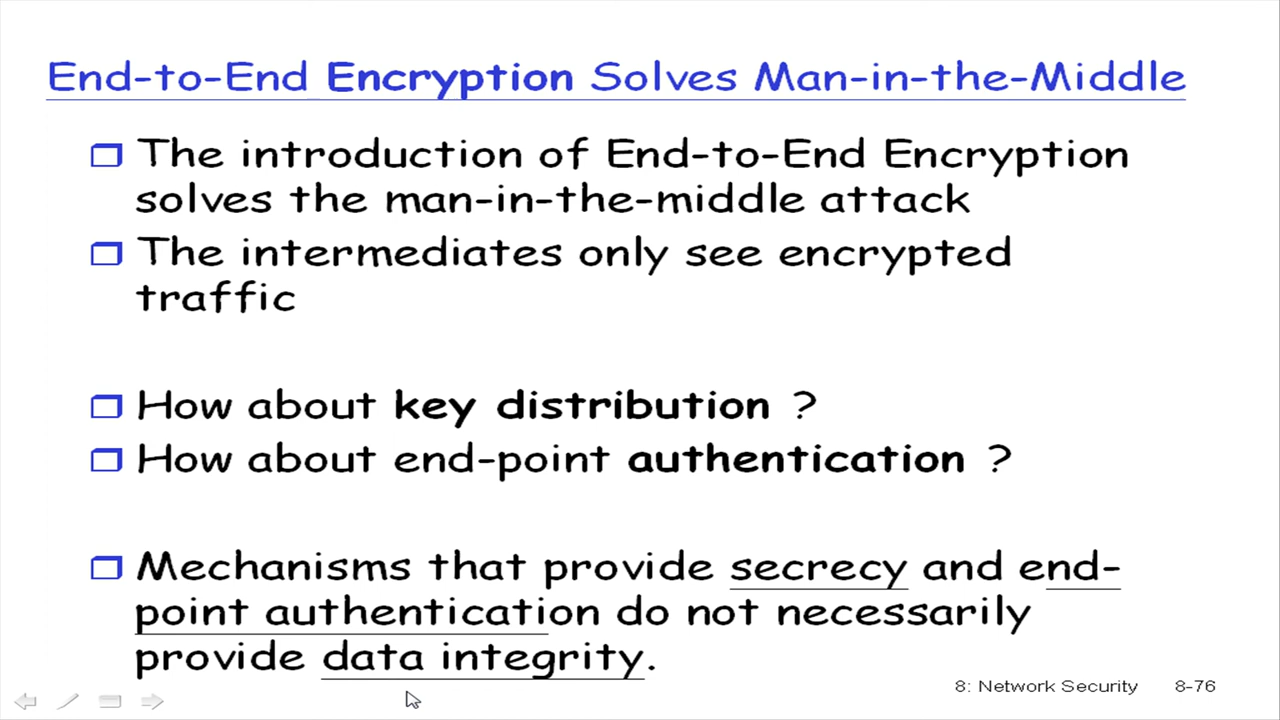 End-to-End Encryption Solves Man-in-the-Middle
The introduction of End-to-End Encryption
solves the man-in-the-middle attack
The intermediates only see encrypted
traffic
How about key distribution ?
How about end-point authentication ?
Mechanisms that provide secrecy and end-
point authentication do not necessarily
provide data integrity.
8: Network Security 8-76